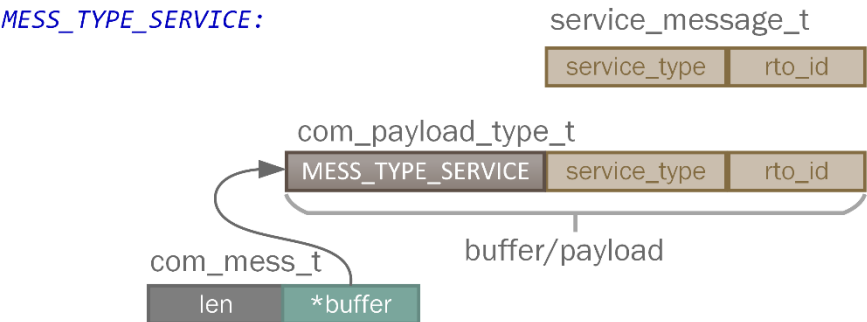 MESS_TYPE_SERVICE:
service_message_t
service_type rto_id
com_payload_type_t
MESS_TYPE_SERVICE service_type rto_id
buffer/payload
com_mess_t
len *buffer